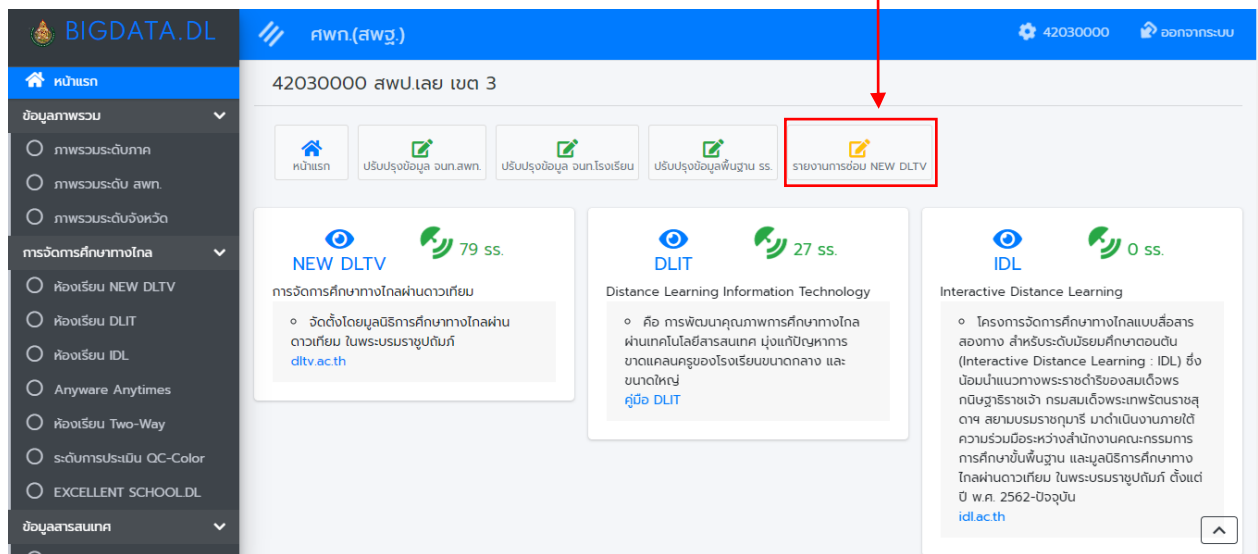 BIGDATA.DL
ศพก.(สพฐ.)
42030000
ออกจากระบบ
หน้าแรก
ข้อมูลภาพรวม
ภาพรวมระดับภาค
ภาพรวมระดับ สพท.
ภาพรวมระดับจังหวัด
การจัดการศึกษาทางไกล
ห้องเรียน NEW DLTV
ห้องเรียน DLIT
ห้องเรียน IDL
Anyware Anytimes
ห้องเรียน Two-Way
ระดับการประเมิน QC-Color
EXCELLENT SCHOOL.DL
ข้อมูลสารสนเทศ
42030000 สพป.เลย เขต 3
หน้าแรก
ปรับปรุงข้อมูล จนท.สพท.
ปรับปรุงข้อมูล จนท.โรงเรียน
ปรับปรุงข้อมูลพื้นฐาน รร.
รายงานการซ่อม NEW DLTV
79 รร.
NEW DLTV
การจัดการศึกษาทางไกลผ่านดาวเทียม
จัดตั้งโดยมูลนิธิการศึกษาทางไกลผ่าน
ดาวเทียม ในพระบรมราชูปถัมภ์
dltv.ac.th
27 รร.
DLIT
Distance Learning Information Technology
คือ การพัฒนาคุณภาพการศึกษาทางไกล
ผ่านเทคโนโลยีสารสนเทศ มุ่งแก้ปัญหาการ
ขาดแคลนครูของโรงเรียนขนาดกลาง และ
ขนาดใหญ่
คู่มือ DLIT
0 รร.
IDL
Interactive Distance Learning
โครงการจัดการศึกษาทางไกลแบบสื่อสาร
สองทาง สำหรับระดับมัธยมศึกษาตอนต้น
(Interactive Distance Learning : IDL) ซึ่ง
น้อมนำแนวทางพระราชดำริของสมเด็จพร
กนิษฐาธิราชเจ้า กรมสมเด็จพระเทพรัตนราชสุ
ดาฯ สยามบรมราชกุมารี มาดำเนินงานภายใต้
ความร่วมมือระหว่างสำนักงานคณะกรรมการ
การศึกษาขั้นพื้นฐาน และมูลนิธิการศึกษาทาง
ไกลผ่านดาวเทียม ในพระบรมราชูปถัมภ์ ตั้งแต่
ปี พ.ศ. 2562-ปัจจุบัน
idl.ac.th